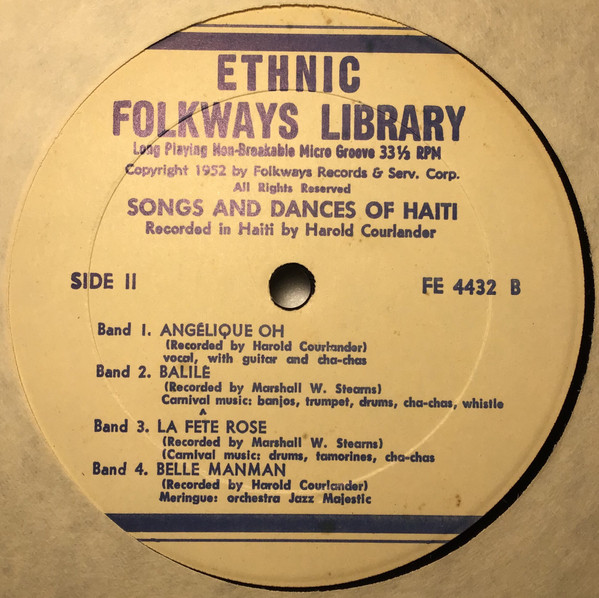 ETHNIC
FOLKWAYS LIBRARY
Long Playing Non-Breakable Micro Groove 33⅓ RPM
Copyright 1952 by Folkways Records & Serv. Corp.
All Rights Reserved
SONGS AND DANCES OF HAITI
Recorded in Haiti by Harold Courlander
SIDE II FE 4432 B
Band 1. ANGÉLIQUE OH
(Recorded by Harold Courlander)
vocal, with guitar and cha-chas
Band 2. BALILÈ
(Recorded by Marshall W. Stearns)
Carnival music: banjos, trumpet, drums, cha-chas, whistle
Band 3. LA FÊTE ROSE
(Recorded by Marshall W. Stearns)
(Carnival music: drums, tamorines, cha-chas
Band 4. BELLE MANMAN
(Recorded by Harold Courlander)
Meringue: orchestra Jazz Majestic